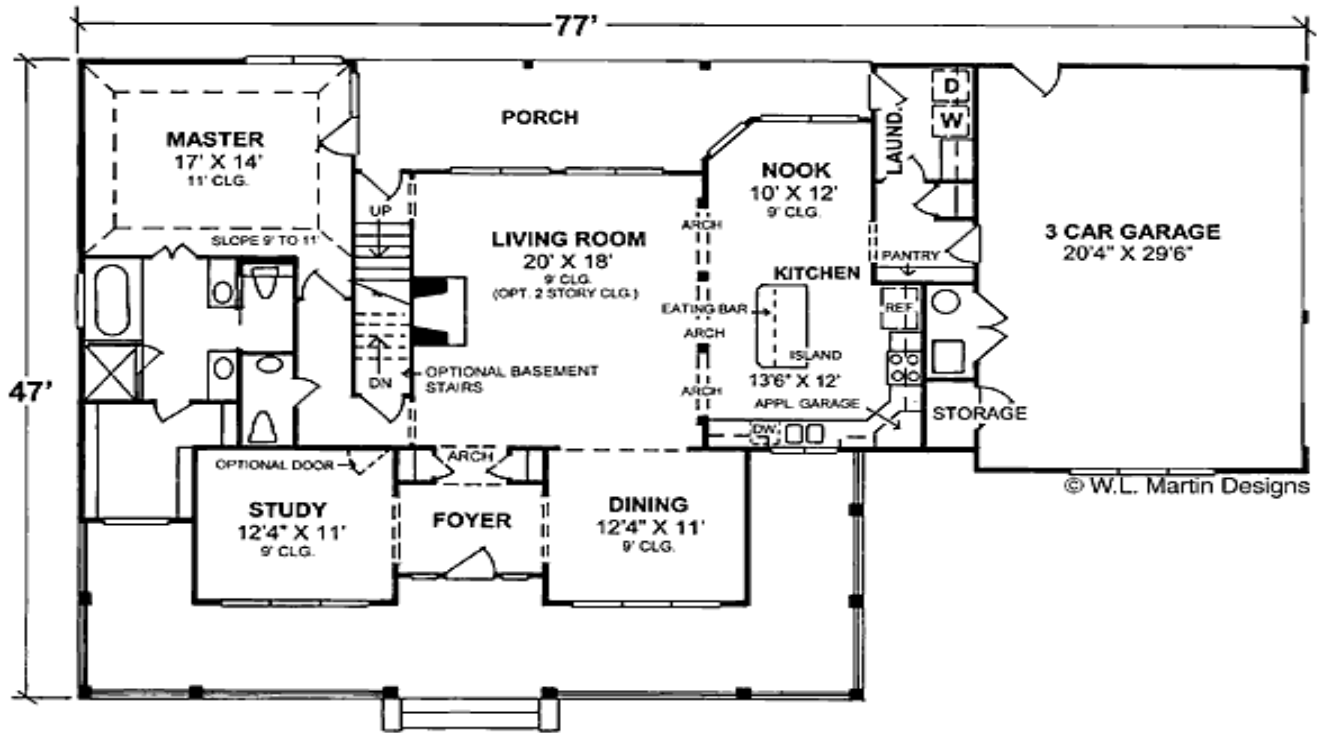 77'
47'
MASTER
17' X 14'
11' CLG.
SLOPE 9' TO 11'
PORCH
UP
LIVING ROOM
20' X 18'
9' CLG.
(OPT. 2 STORY CLG.)
DN
OPTIONAL BASEMENT
STAIRS
NOOK
10' X 12'
9' CLG.
ARCH
ARCH
ARCH
KITCHEN
EATING BAR
ISLAND
13'6" X 12'
APPL. GARAGE
DW
REF
PANTRY
LAUND.
D
W
3 CAR GARAGE
20'4" X 29'6"
STORAGE
© W.L. Martin Designs
OPTIONAL DOOR
STUDY
12'4" X 11'
9' CLG.
ARCH
FOYER
DINING
12'4" X 11'
9' CLG.